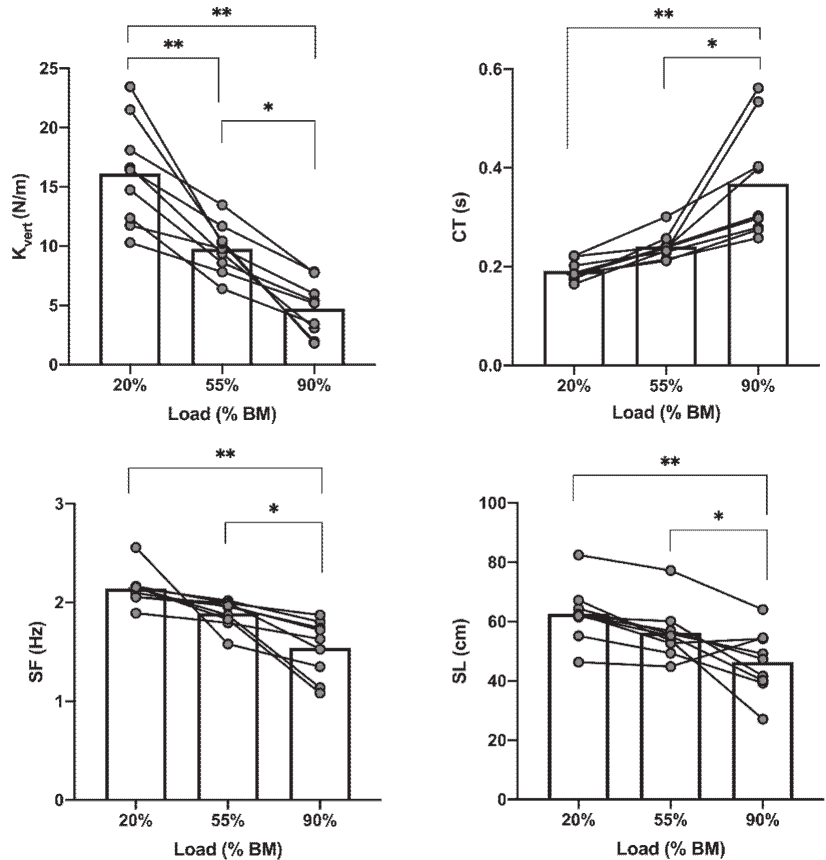 **
**
*
25
20
15
10
5
0
K vert (N/m)
20% 55% 90%
Load (% BM)
**
*
0.6
0.4
0.2
0.0
CT (s)
20% 55% 90%
Load (% BM)
**
*
3
2
1
0
SF (Hz)
20% 55% 90%
Load (% BM)
**
*
100
80
60
40
20
0
SL (cm)
20% 55% 90%
Load (% BM)